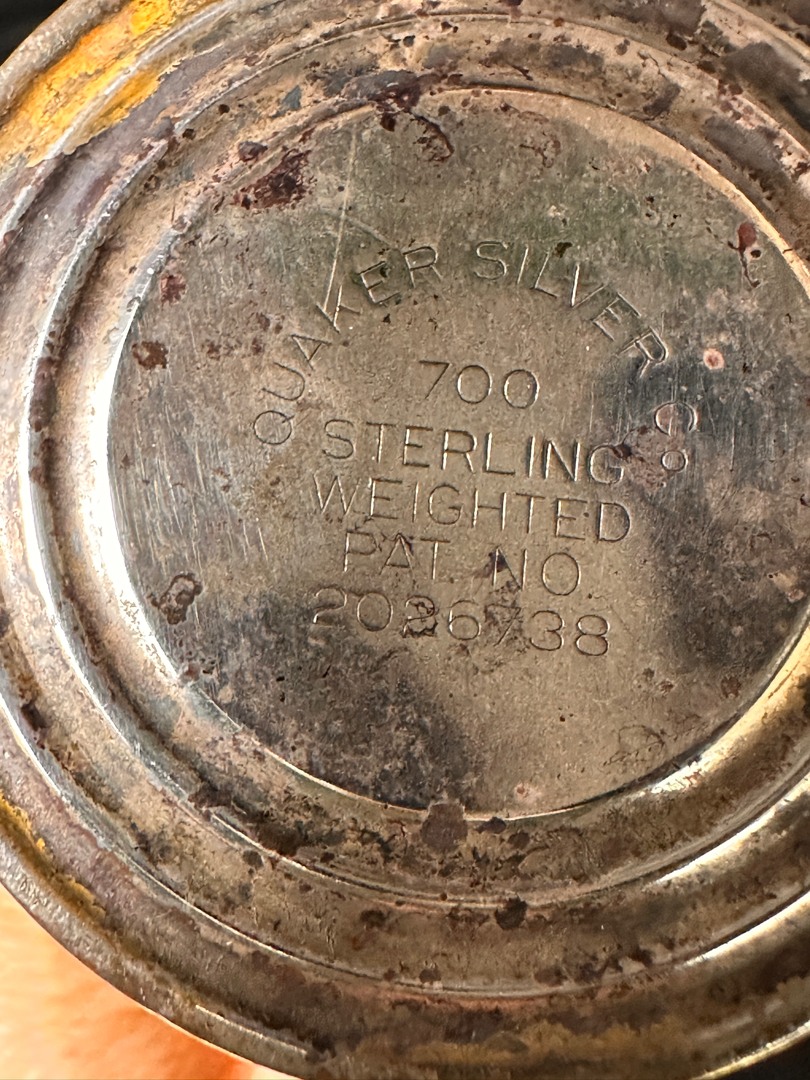 QUAKER SILVER Co
700
STERLING
WEIGHTED
PAT. NO
2026738